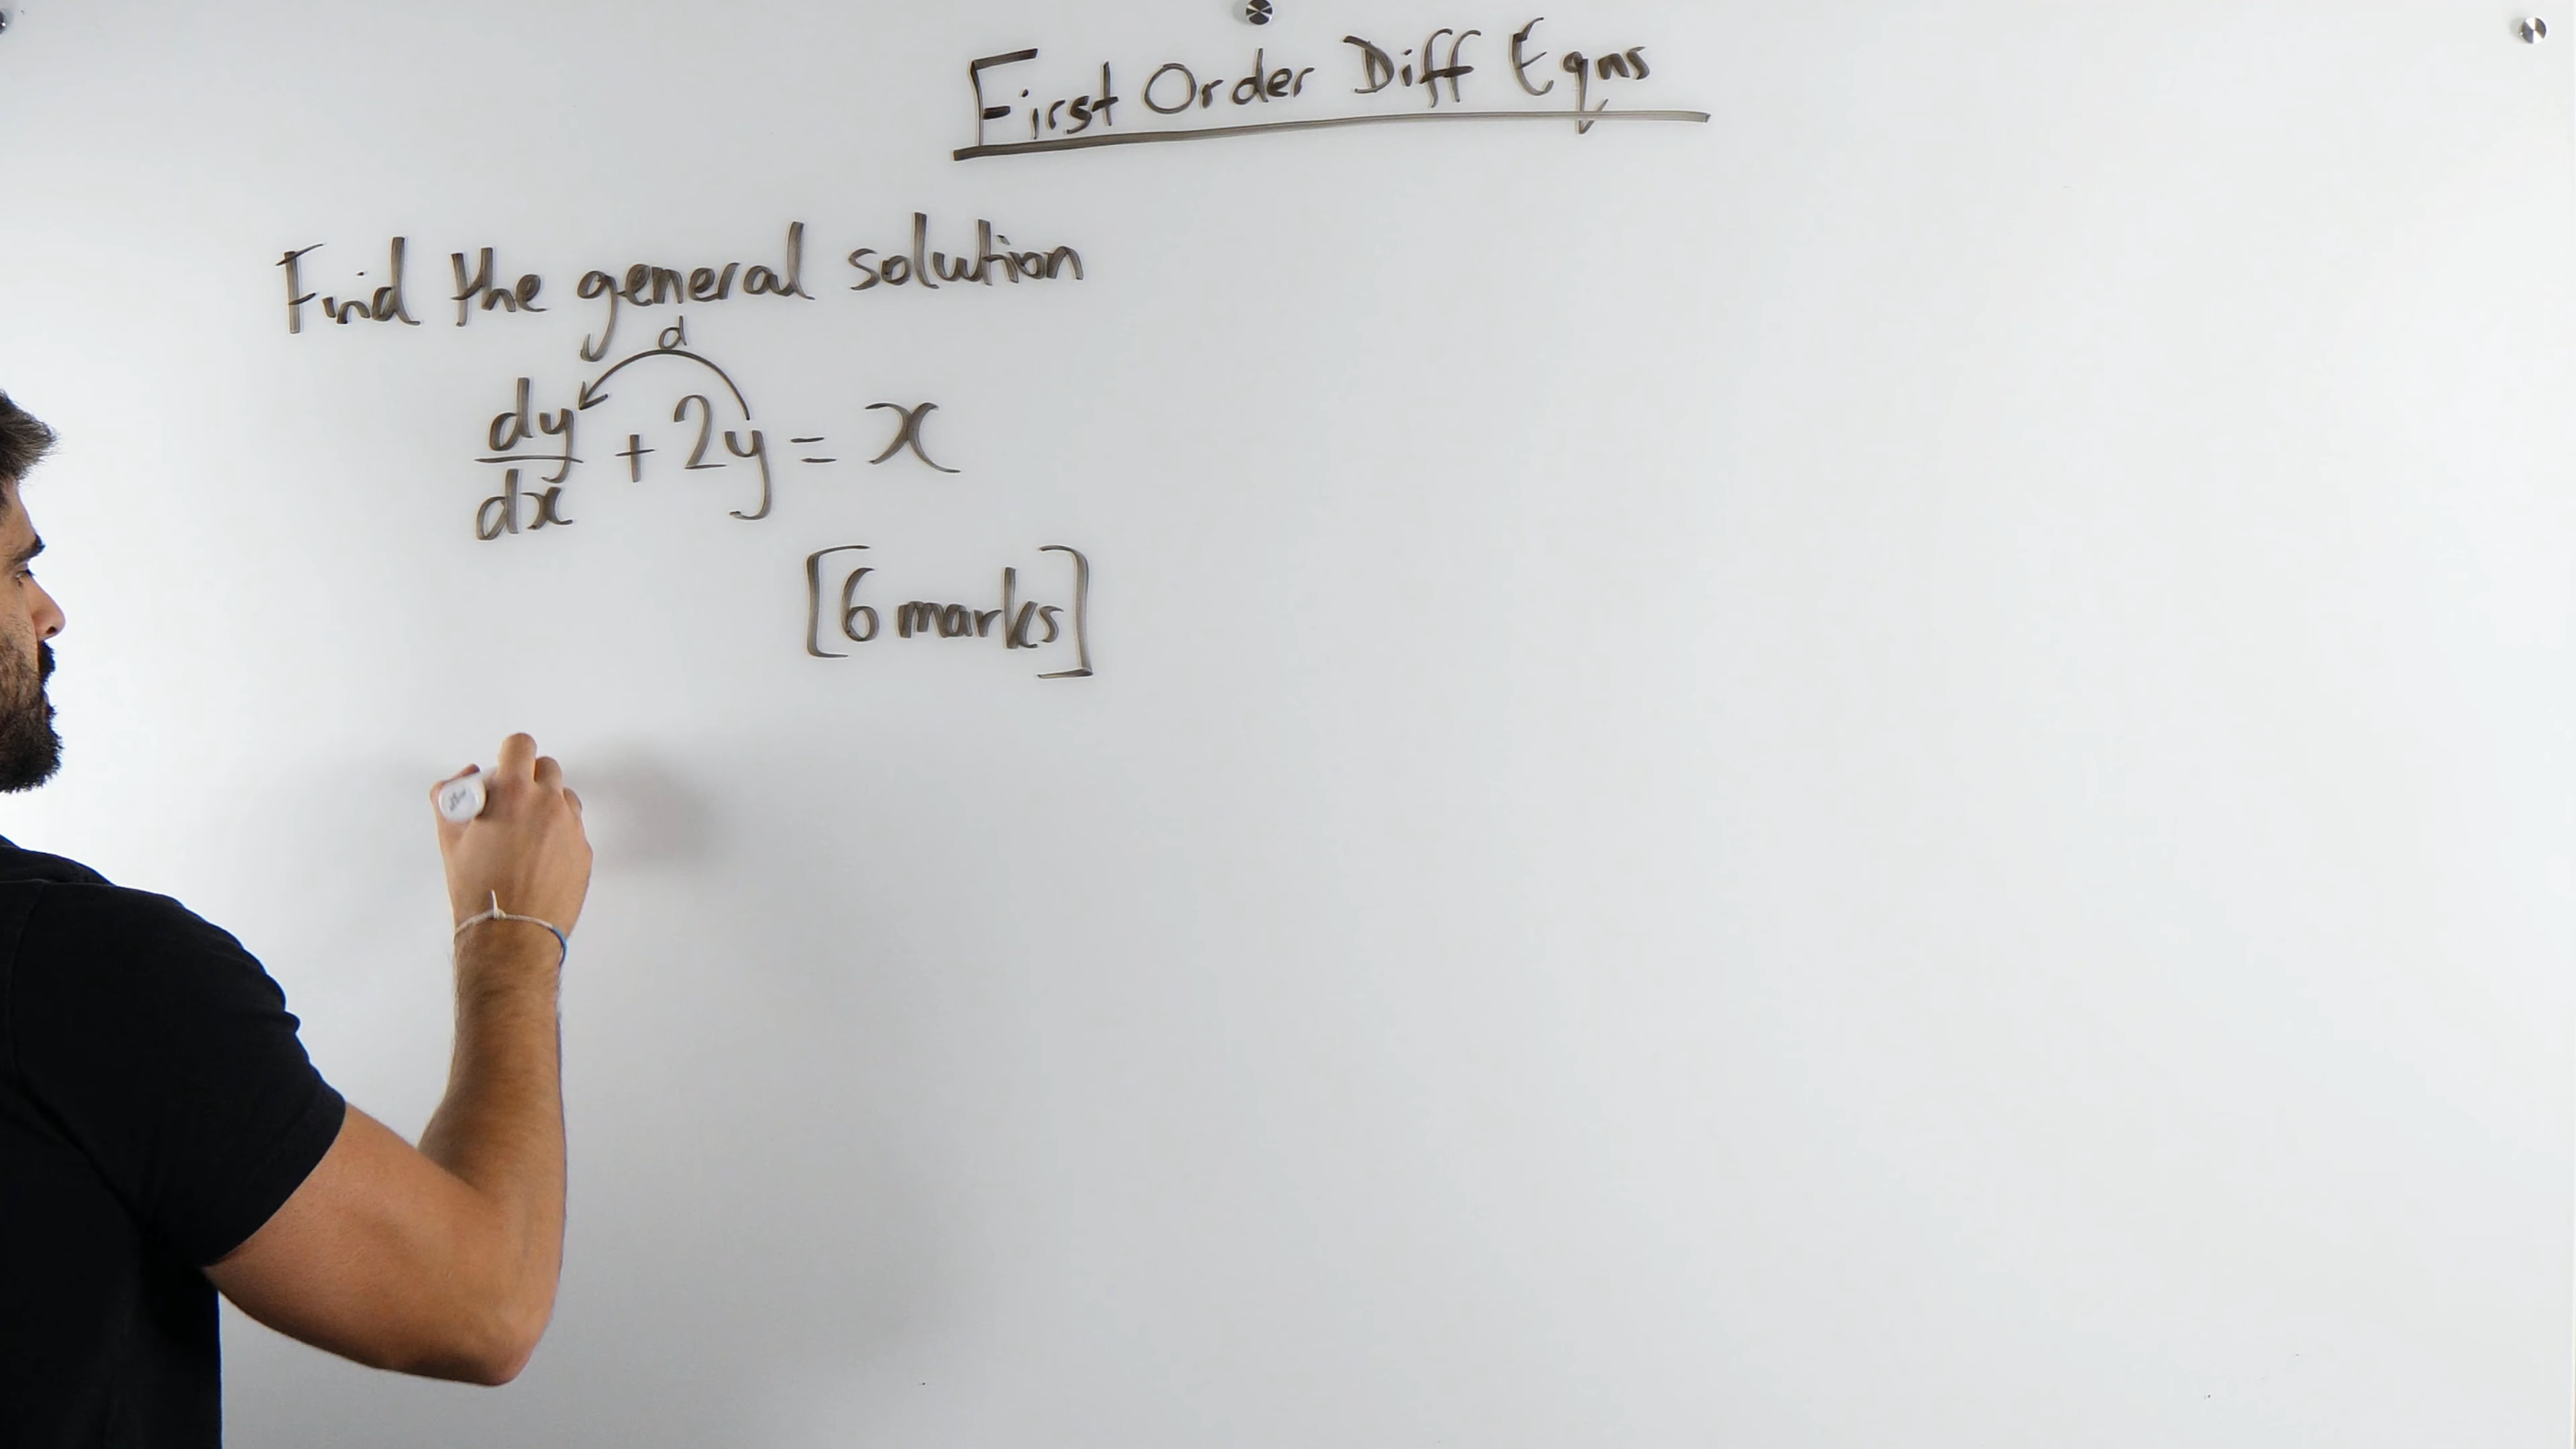 First Order Diff Eqns
Find the general solution
d
dy/dx + 2y = x
[6 marks]